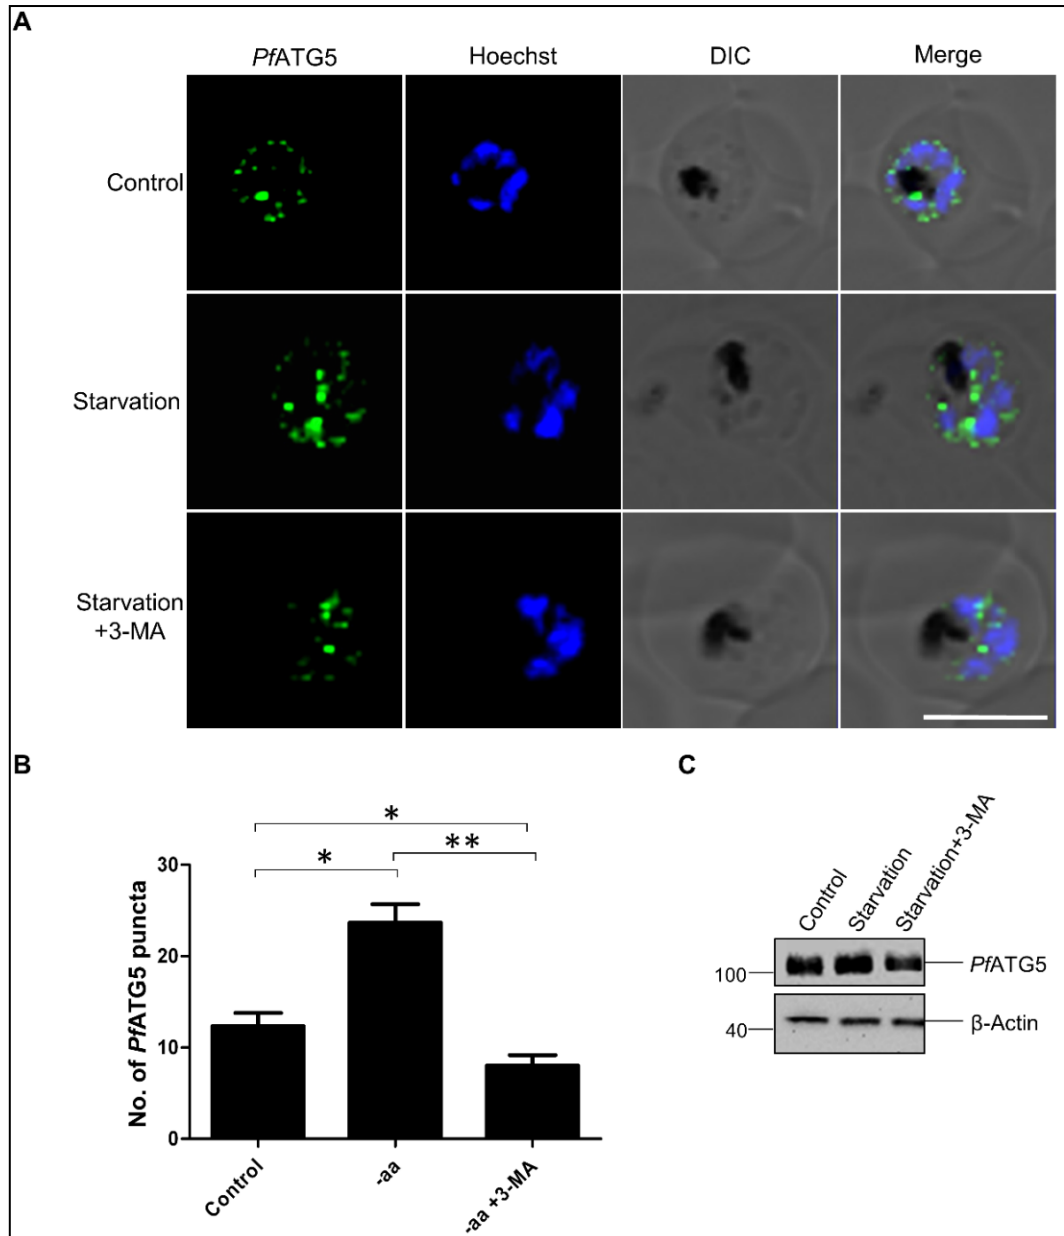 A
PfATG5 Hoechst DIC Merge
Control
Starvation
Starvation
+3-MA
B
* 
* **
No. of PfATG5 puncta
30
20
10
0
Control -aa -aa +3-MA
C
Control Starvation Starvation+3-MA
100 PfATG5
40 β-Actin